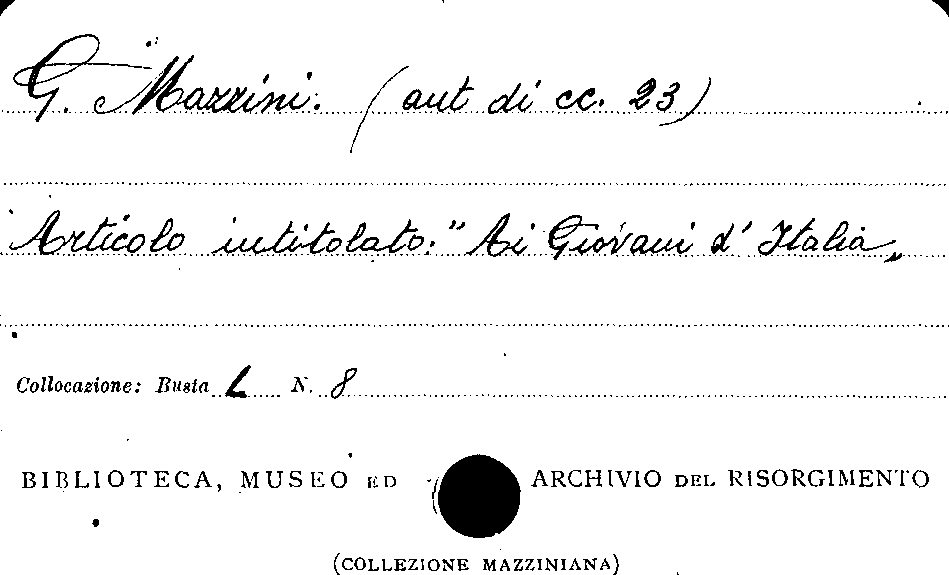 G. Mazzini. (aut di cc. 23)
Articolo intitolato: "Ai Giovani d'Italia„
Collocazione: Busta L N. 8
BIBLIOTECA, MUSEO ED ARCHIVIO DEL RISORGIMENTO
(COLLEZIONE MAZZINIANA)